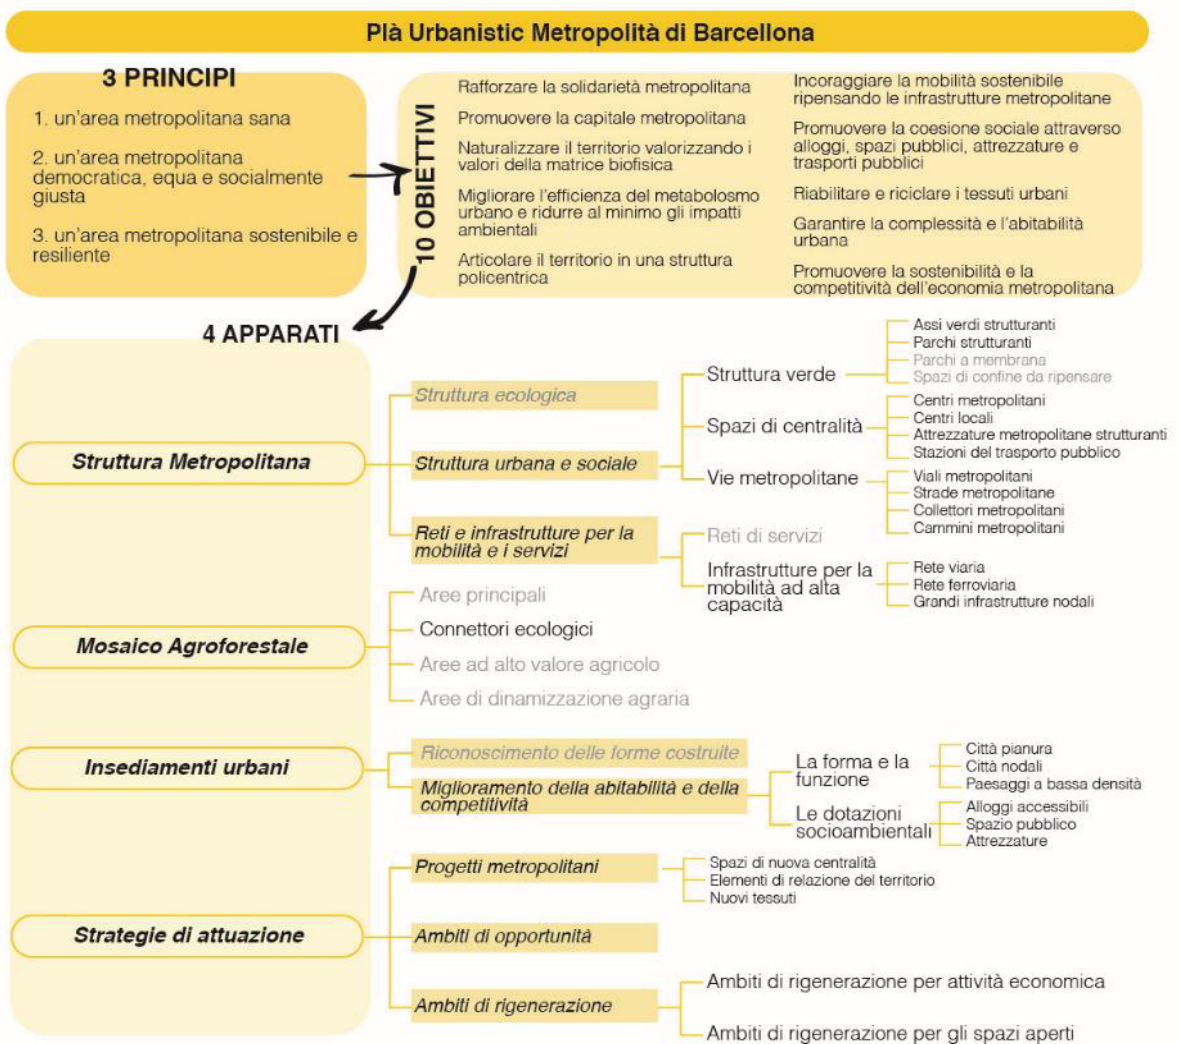 Plà Urbanistic Metropolità di Barcellona
3 PRINCIPI
1. un'area metropolitana sana
2. un'area metropolitana
democratica, equa e socialmente
giusta
3. un'area metropolitana sostenibile e
resiliente
10 OBIETTIVI
Rafforzare la solidarietà metropolitana
Promuovere la capitale metropolitana
Naturalizzare il territorio valorizzando i
valori della matrice biofisica
Migliorare l'efficienza del metabolosmo
urbano e ridurre al minimo gli impatti
ambientali
Articolare il territorio in una struttura
policentrica
Incoraggiare la mobilità sostenibile
ripensando le infrastrutture metropolitane
Promuovere la coesione sociale attraverso
alloggi, spazi pubblici, attrezzature e
trasporti pubblici
Riabilitare e riciclare i tessuti urbani
Garantire la complessità e l'abitabilità
urbana
Promuovere la sostenibilità e la
competitività dell'economia metropolitana
4 APPARATI
Struttura Metropolitana
Struttura ecologica
Struttura urbana e sociale
Struttura verde
Assi verdi strutturanti
Parchi strutturanti
Parchi a membrana
Spazi di confine da ripensare
Spazi di centralità
Centri metropolitani
Centri locali
Attrezzature metropolitane strutturanti
Stazioni del trasporto pubblico
Vie metropolitane
Viali metropolitani
Strade metropolitane
Collettori metropolitani
Cammini metropolitani
Reti e infrastrutture per la
mobilità e i servizi
Reti di servizi
Infrastrutture per la
mobilità ad alta
capacità
Rete viaria
Rete ferroviaria
Grandi infrastrutture nodali
Mosaico Agroforestale
Aree principali
Connettori ecologici
Aree ad alto valore agricolo
Aree di dinamizzazione agraria
Insediamenti urbani
Riconoscimento delle forme costruite
Miglioramento della abitabilità e della
competitività
La forma e la
funzione
Città pianura
Città nodali
Paesaggi a bassa densità
Le dotazioni
socioambientali
Alloggi accessibili
Spazio pubblico
Attrezzature
Strategie di attuazione
Progetti metropolitani
Spazi di nuova centralità
Elementi di relazione del territorio
Nuovi tessuti
Ambiti di opportunità
Ambiti di rigenerazione
Ambiti di rigenerazione per attività economica
Ambiti di rigenerazione per gli spazi aperti